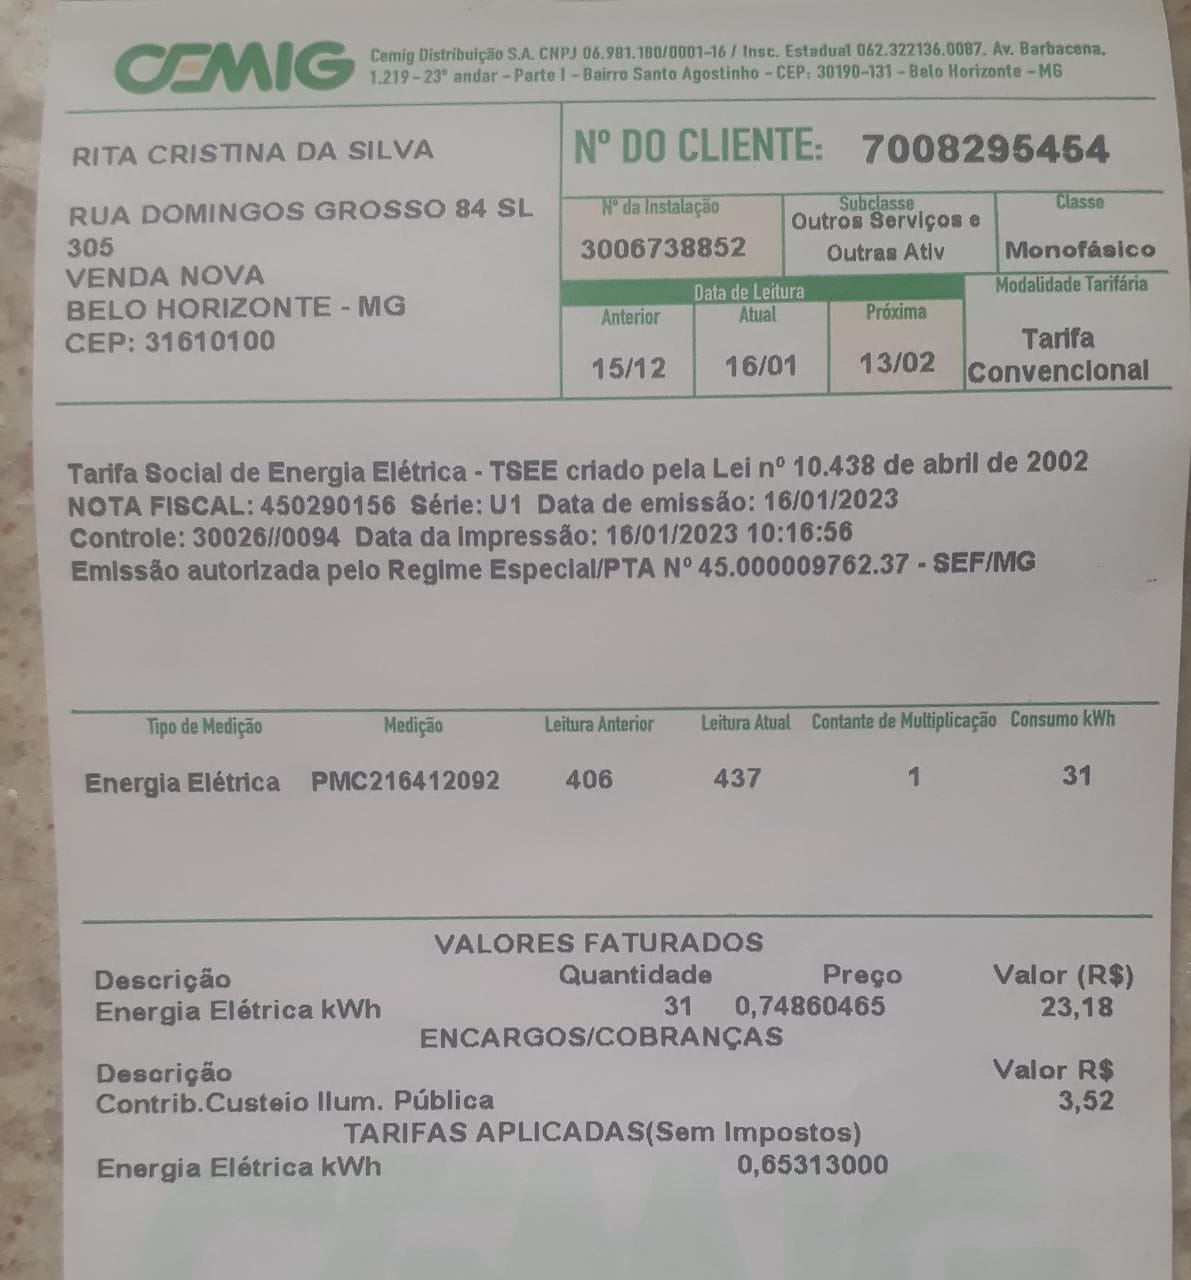 CEMIG
Cemig Distribuição S.A. CNPJ 06.981.180/0001-16 / Insc. Estadual 062.322136.0087. Av. Barbacena,
1.219 - 23º andar - Parte I - Bairro Santo Agostinho - CEP: 30190-131 - Belo Horizonte - MG
RITA CRISTINA DA SILVA
Nº DO CLIENTE: 7008295454
RUA DOMINGOS GROSSO 84 SL
305
VENDA NOVA
BELO HORIZONTE - MG
CEP: 31610100
Nº da Instalação
3006738852
Subclasse
Outros Serviços e
Outras Ativ
Classe
Monofásico
Data de Leitura
Anterior Atual Próxima
15/12 16/01 13/02
Modalidade Tarifária
Tarifa
Convencional
Tarifa Social de Energia Elétrica - TSEE criado pela Lei nº 10.438 de abril de 2002
NOTA FISCAL: 450290156 Série: U1 Data de emissão: 16/01/2023
Controle: 30026//0094 Data da impressão: 16/01/2023 10:16:56
Emissão autorizada pelo Regime Especial/PTA Nº 45.000009762.37 - SEF/MG
Tipo de Medição Medição Leitura Anterior Leitura Atual Contante de Multiplicação Consumo kWh
Energia Elétrica PMC216412092 406 437 1 31
VALORES FATURADOS
Descrição Quantidade Preço Valor (R$)
Energia Elétrica kWh 31 0,74860465 23,18
ENCARGOS/COBRANÇAS
Descrição Valor R$
Contrib.Custeio Ilum. Pública 3,52
TARIFAS APLICADAS(Sem Impostos)
Energia Elétrica kWh 0,65313000
CEMIG